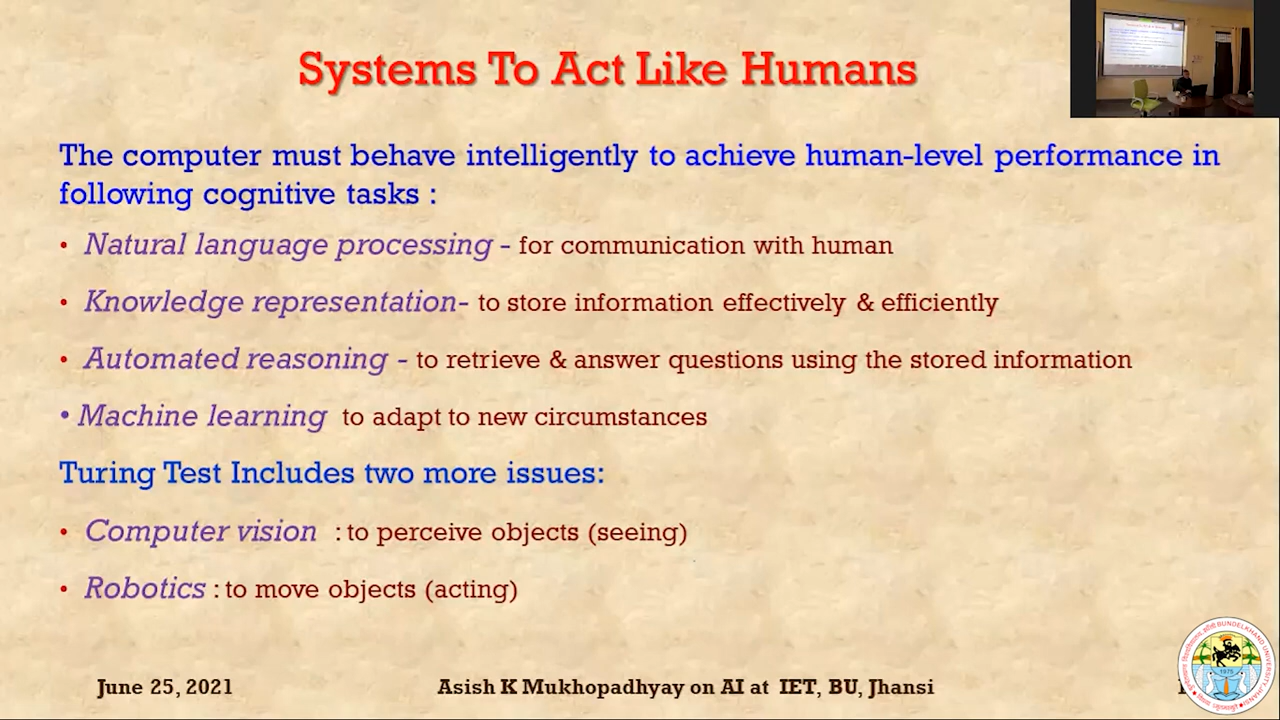 Systems To Act Like Humans
The computer must behave intelligently to achieve human-level performance in
following cognitive tasks :
• Natural language processing - for communication with human
• Knowledge representation- to store information effectively & efficiently
• Automated reasoning - to retrieve & answer questions using the stored information
• Machine learning to adapt to new circumstances
Turing Test Includes two more issues:
• Computer vision : to perceive objects (seeing)
• Robotics : to move objects (acting)
June 25, 2021
Asish K Mukhopadhyay on AI at IET, BU, Jhansi
BUNDELKHAND UNIVERSITY JHANSI
1975